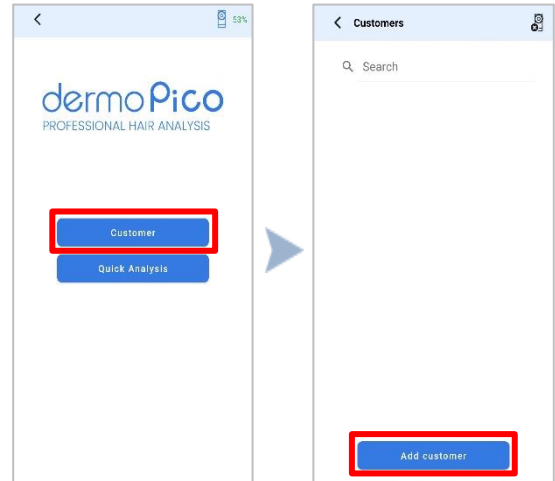 53%
dermoPico
PROFESSIONAL HAIR ANALYSIS
Customer
Quick Analysis
Customers
Search
Add customer